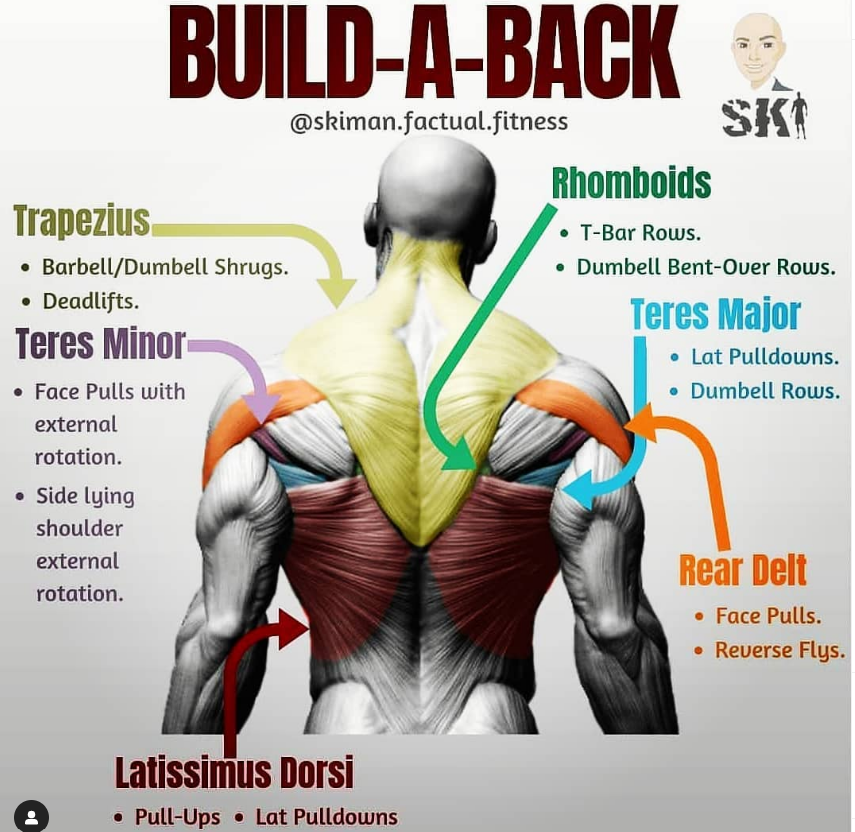 BUILD-A-BACK
@skiman.factual.fitness
SKI
Trapezius
• Barbell/Dumbell Shrugs.
• Deadlifts.
Teres Minor
• Face Pulls with
external
rotation.
• Side lying
shoulder
external
rotation.
Rhomboids
• T-Bar Rows.
• Dumbell Bent-Over Rows.
Teres Major
• Lat Pulldowns.
• Dumbell Rows.
Rear Delt
• Face Pulls.
• Reverse Flys.
Latissimus Dorsi
• Pull-Ups • Lat Pulldowns